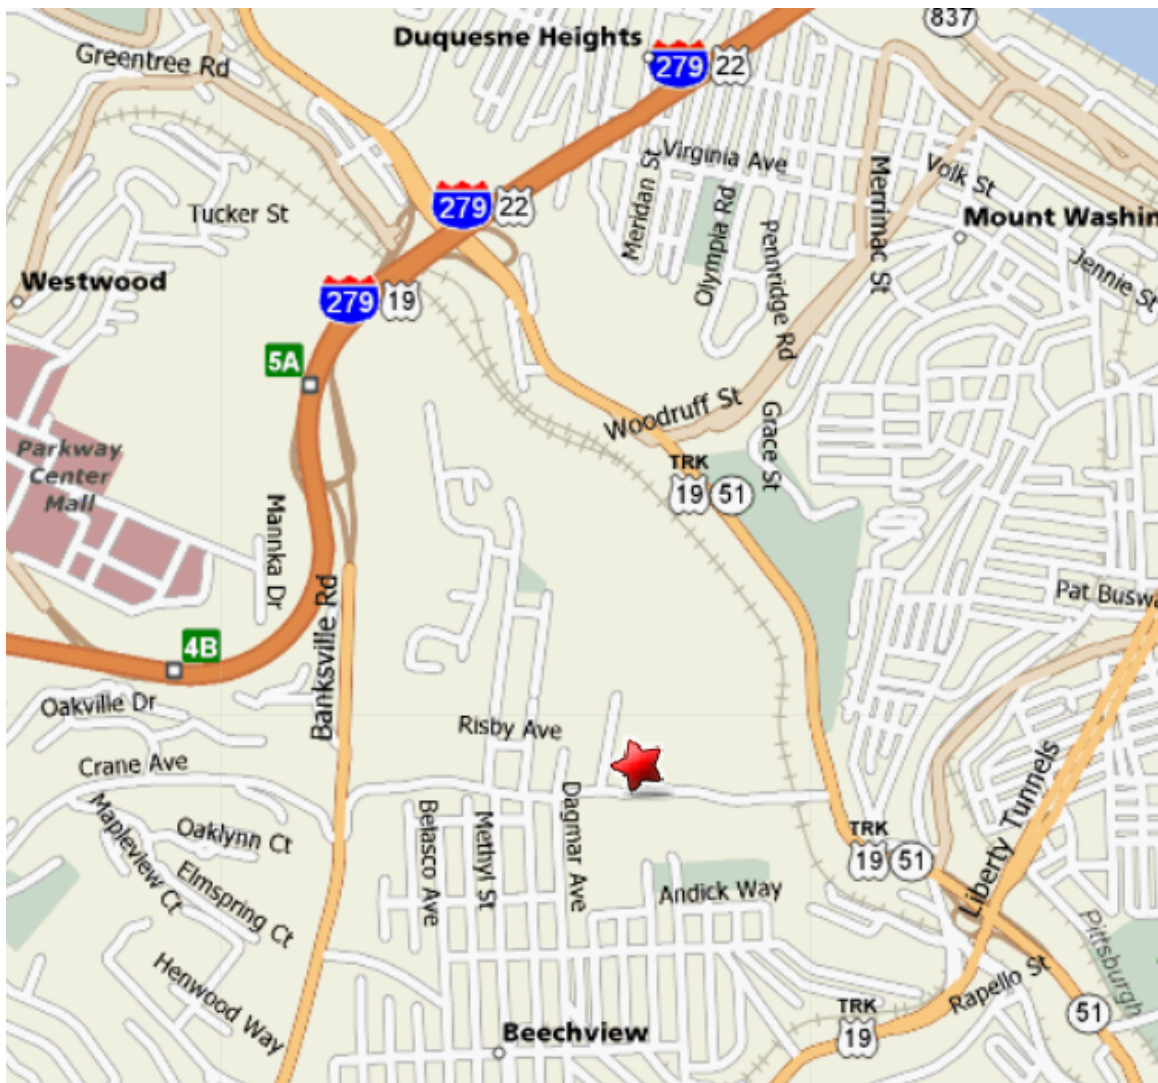 837
Duquesne Heights
Greentree Rd
279
22
Virginia Ave
Volk St
Meridan St
Merrimac St
279
22
Tucker St
Olympia Rd
Penntridge Rd
Mount Washin
Jennie St
Westwood
279
19
5A
Woodruff St
Grace St
Parkway
Center
Mall
TRK
19
51
Mannka Dr
Banksville Rd
Pat Buswa
4B
Oakville Dr
Risby Ave
Crane Ave
Liberty Tunnels
Dagmar Ave
Mapleview Ct
Oaklynn Ct
Belasco Ave
Methyl St
TRK
19
51
Elmspring Ct
Andick Way
Pittsburgh
Henwood Way
Rapello St
TRK
19
51
Beechview